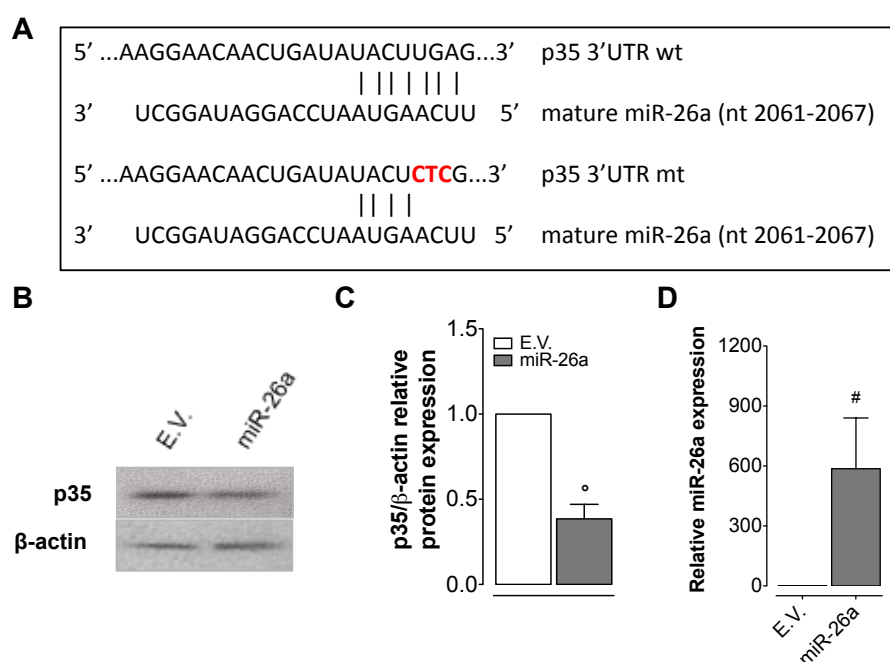 A
5’ ...AAGGAACAACUGAUAUACUUGAG...3’ p35 3’UTR wt
3’ UCGGAUAGGACCUAAUGAACUU 5’ mature miR-26a (nt 2061-2067)
5’ ...AAGGAACAACUGAUAUACUCTCG...3’ p35 3’UTR mt
3’ UCGGAUAGGACCUAAUGAACUU 5’ mature miR-26a (nt 2061-2067)
B
E.V. miR-26a
p35
β-actin
C
p35/β-actin relative
protein expression
1.5
1.0
0.5
0.0
E.V.
miR-26a
°
D
Relative miR-26a expression
1200
900
600
300
0
#
E.V. miR-26a